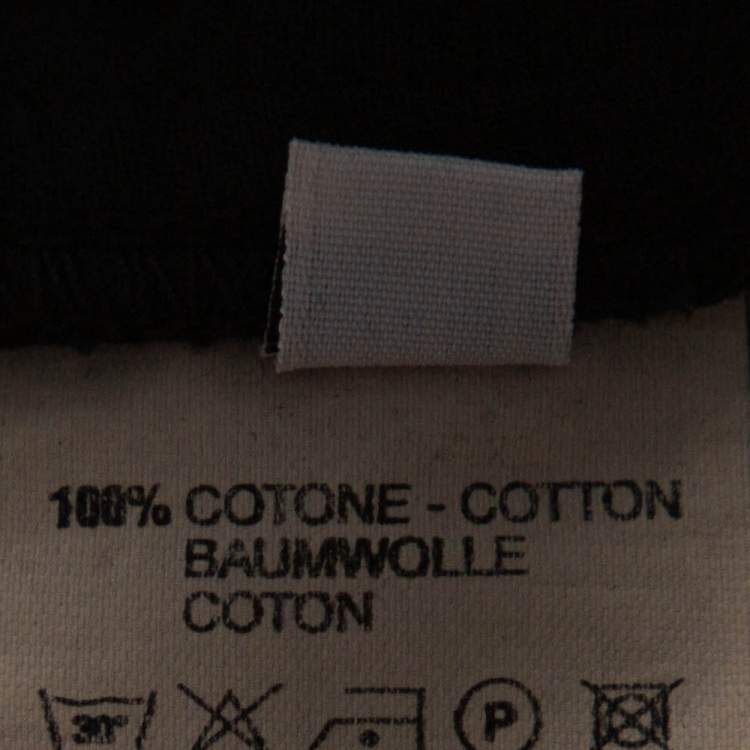 100% COTONE - COTTON
BAUMWOLLE
COTON
30° P